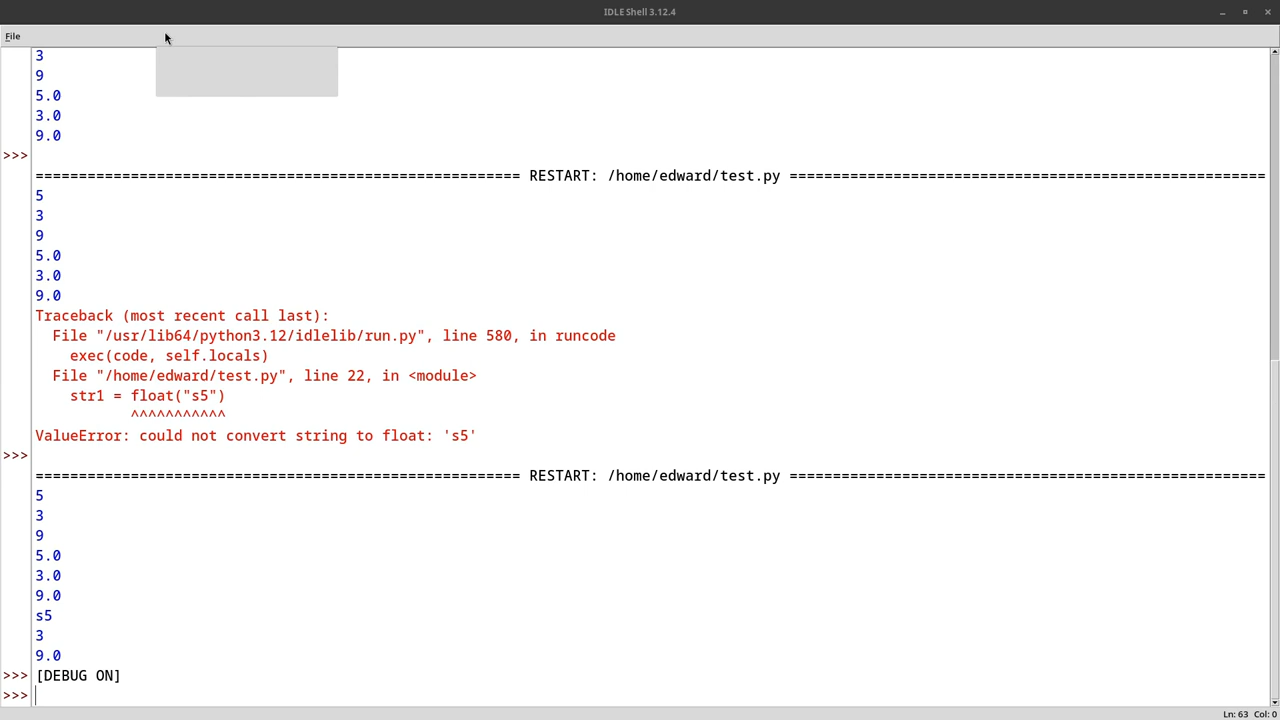 IDLE Shell 3.12.4
File
3
9
5.0
3.0
9.0
>>>
======================================================== RESTART: /home/edward/test.py =======================================================
5
3
9
5.0
3.0
9.0
Traceback (most recent call last):
  File "/usr/lib64/python3.12/idlelib/run.py", line 580, in runcode
    exec(code, self.locals)
  File "/home/edward/test.py", line 22, in <module>
    str1 = float("s5")
           ^^^^^^^^^^^
ValueError: could not convert string to float: 's5'
>>>
======================================================== RESTART: /home/edward/test.py =======================================================
5
3
9
5.0
3.0
9.0
s5
3
9.0
>>> [DEBUG ON]
>>>
Ln: 63 Col: 0